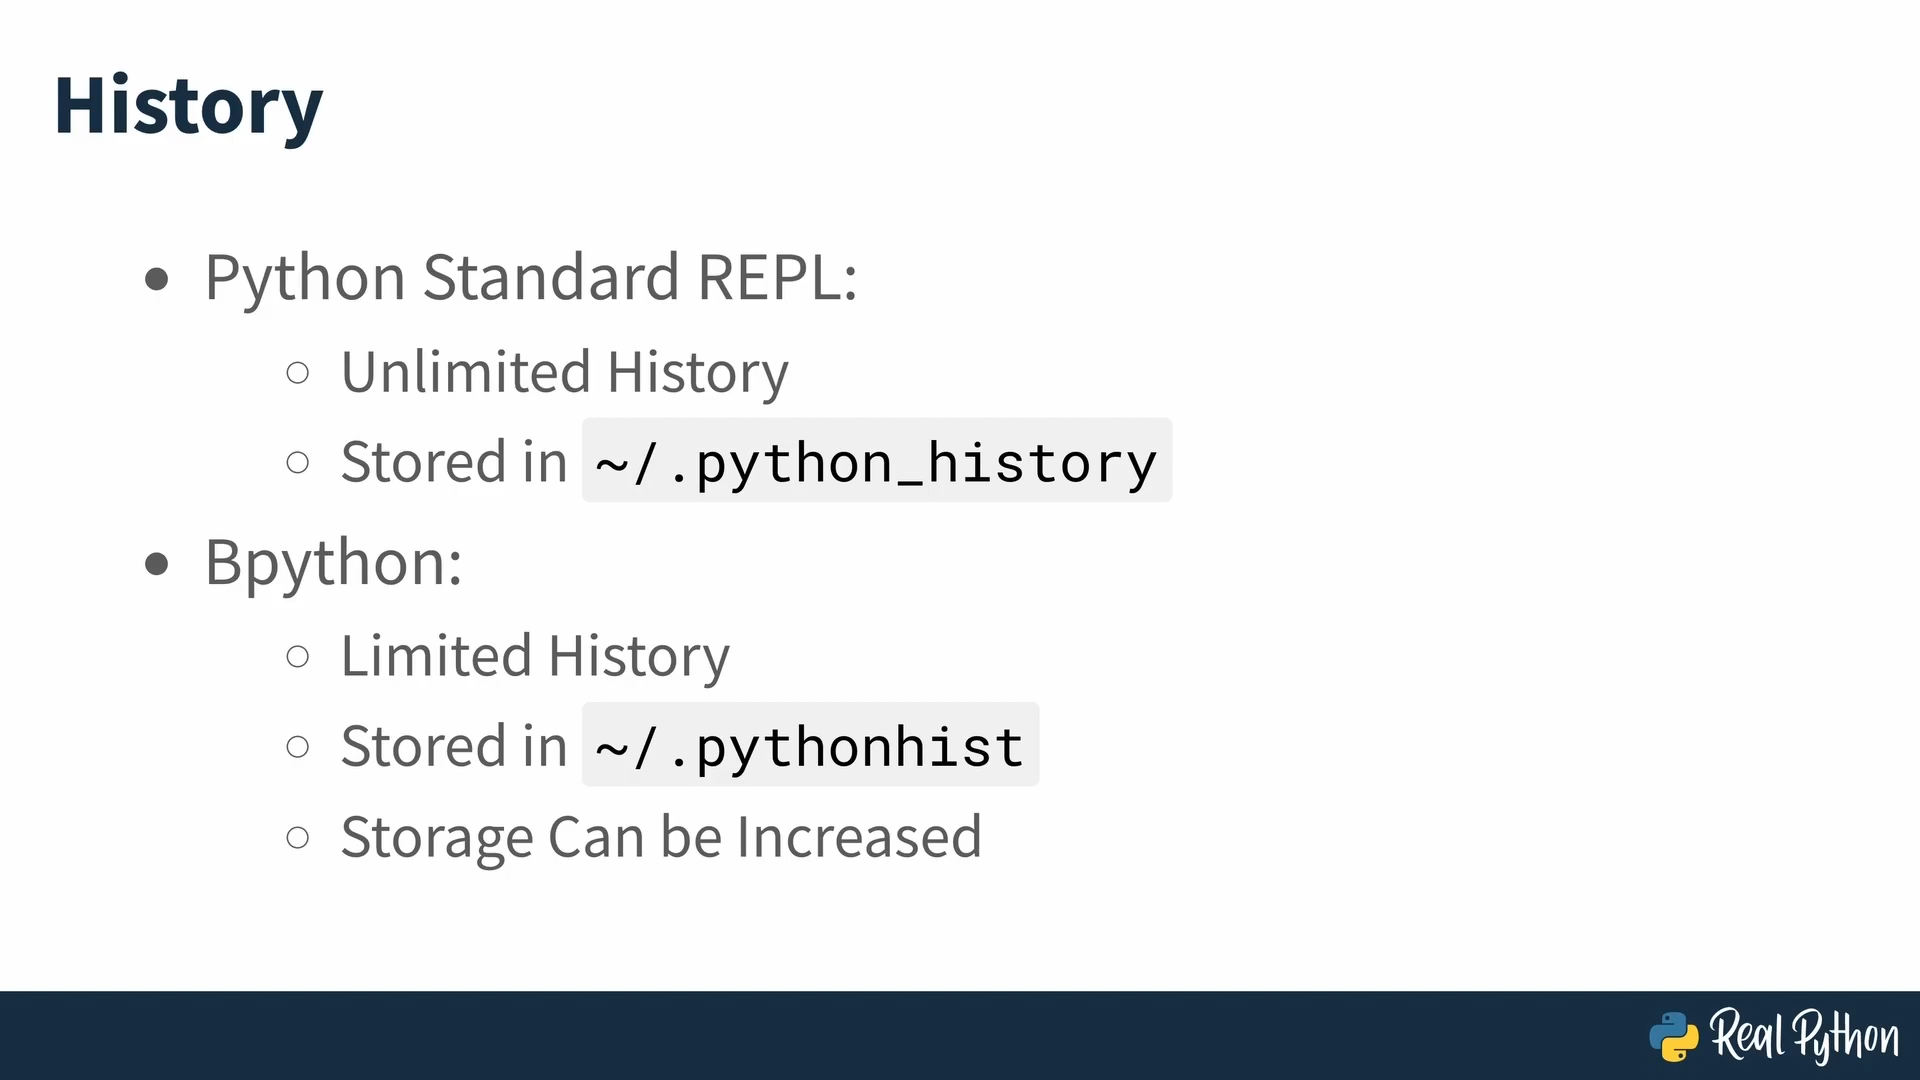 History
Python Standard REPL:
Unlimited History
Stored in ~/.python_history
Bpython:
Limited History
Stored in ~/.pythonhist
Storage Can be Increased
Real Python